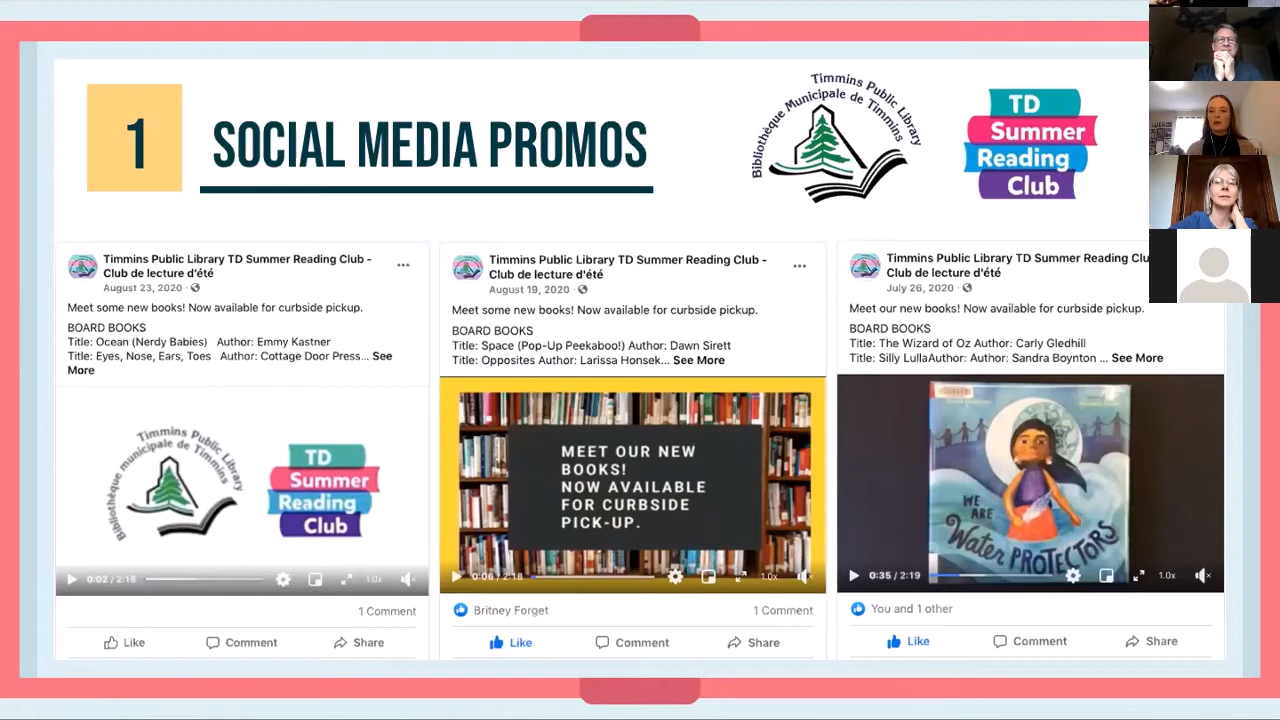 1
SOCIAL MEDIA PROMOS
Timmins Public Library
Bibliothèque Municipale de Timmins
TD
Summer
Reading
Club
Timmins Public Library TD Summer Reading Club -
Club de lecture d'été
August 23, 2020 ·
Meet some new books! Now available for curbside pickup.
BOARD BOOKS
Title: Ocean (Nerdy Babies) Author: Emmy Kastner
Title: Eyes, Nose, Ears, Toes Author: Cottage Door Press... See
More
Timmins Public Library
Bibliothèque municipale de Timmins
TD
Summer
Reading
Club
0:02 / 2:18
1.0x
1 Comment
Like Comment Share
Timmins Public Library TD Summer Reading Club -
Club de lecture d'été
August 19, 2020 ·
Meet some new books! Now available for curbside pickup.
BOARD BOOKS
Title: Space (Pop-Up Peekaboo!) Author: Dawn Sirett
Title: Opposites Author: Larissa Honsek... See More
MEET OUR NEW
BOOKS!
NOW AVAILABLE
FOR CURBSIDE
PICK-UP.
0:06 / 2:18
1.0x
Britney Forget 1 Comment
Like Comment Share
Timmins Public Library TD Summer Reading Clu
Club de lecture d'été
July 26, 2020 ·
Meet our new books! Now available for curbside pickup.
BOARD BOOKS
Title: The Wizard of Oz Author: Carly Gledhill
Title: Silly LullaAuthor: Author: Sandra Boynton ... See More
WE ARE
Water PROTECTORS
0:35 / 2:19
1.0x
You and 1 other
Like Comment Share